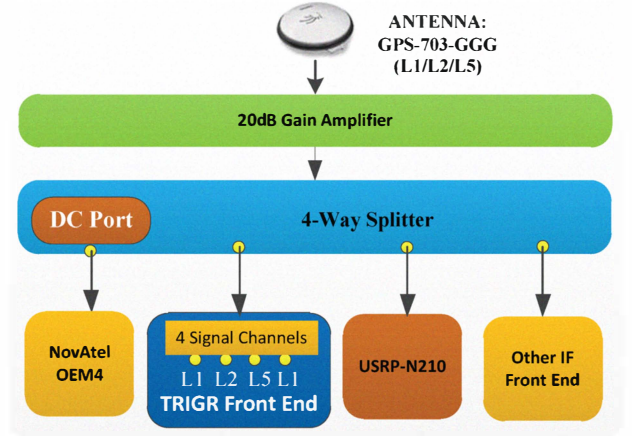 ANTENNA:
GPS-703-GGG
(L1/L2/L5)
20dB Gain Amplifier
DC Port
4-Way Splitter
NovAtel
OEM4
4 Signal Channels
L1 L2 L5 L1
TRIGR Front End
USRP-N210
Other IF
Front End